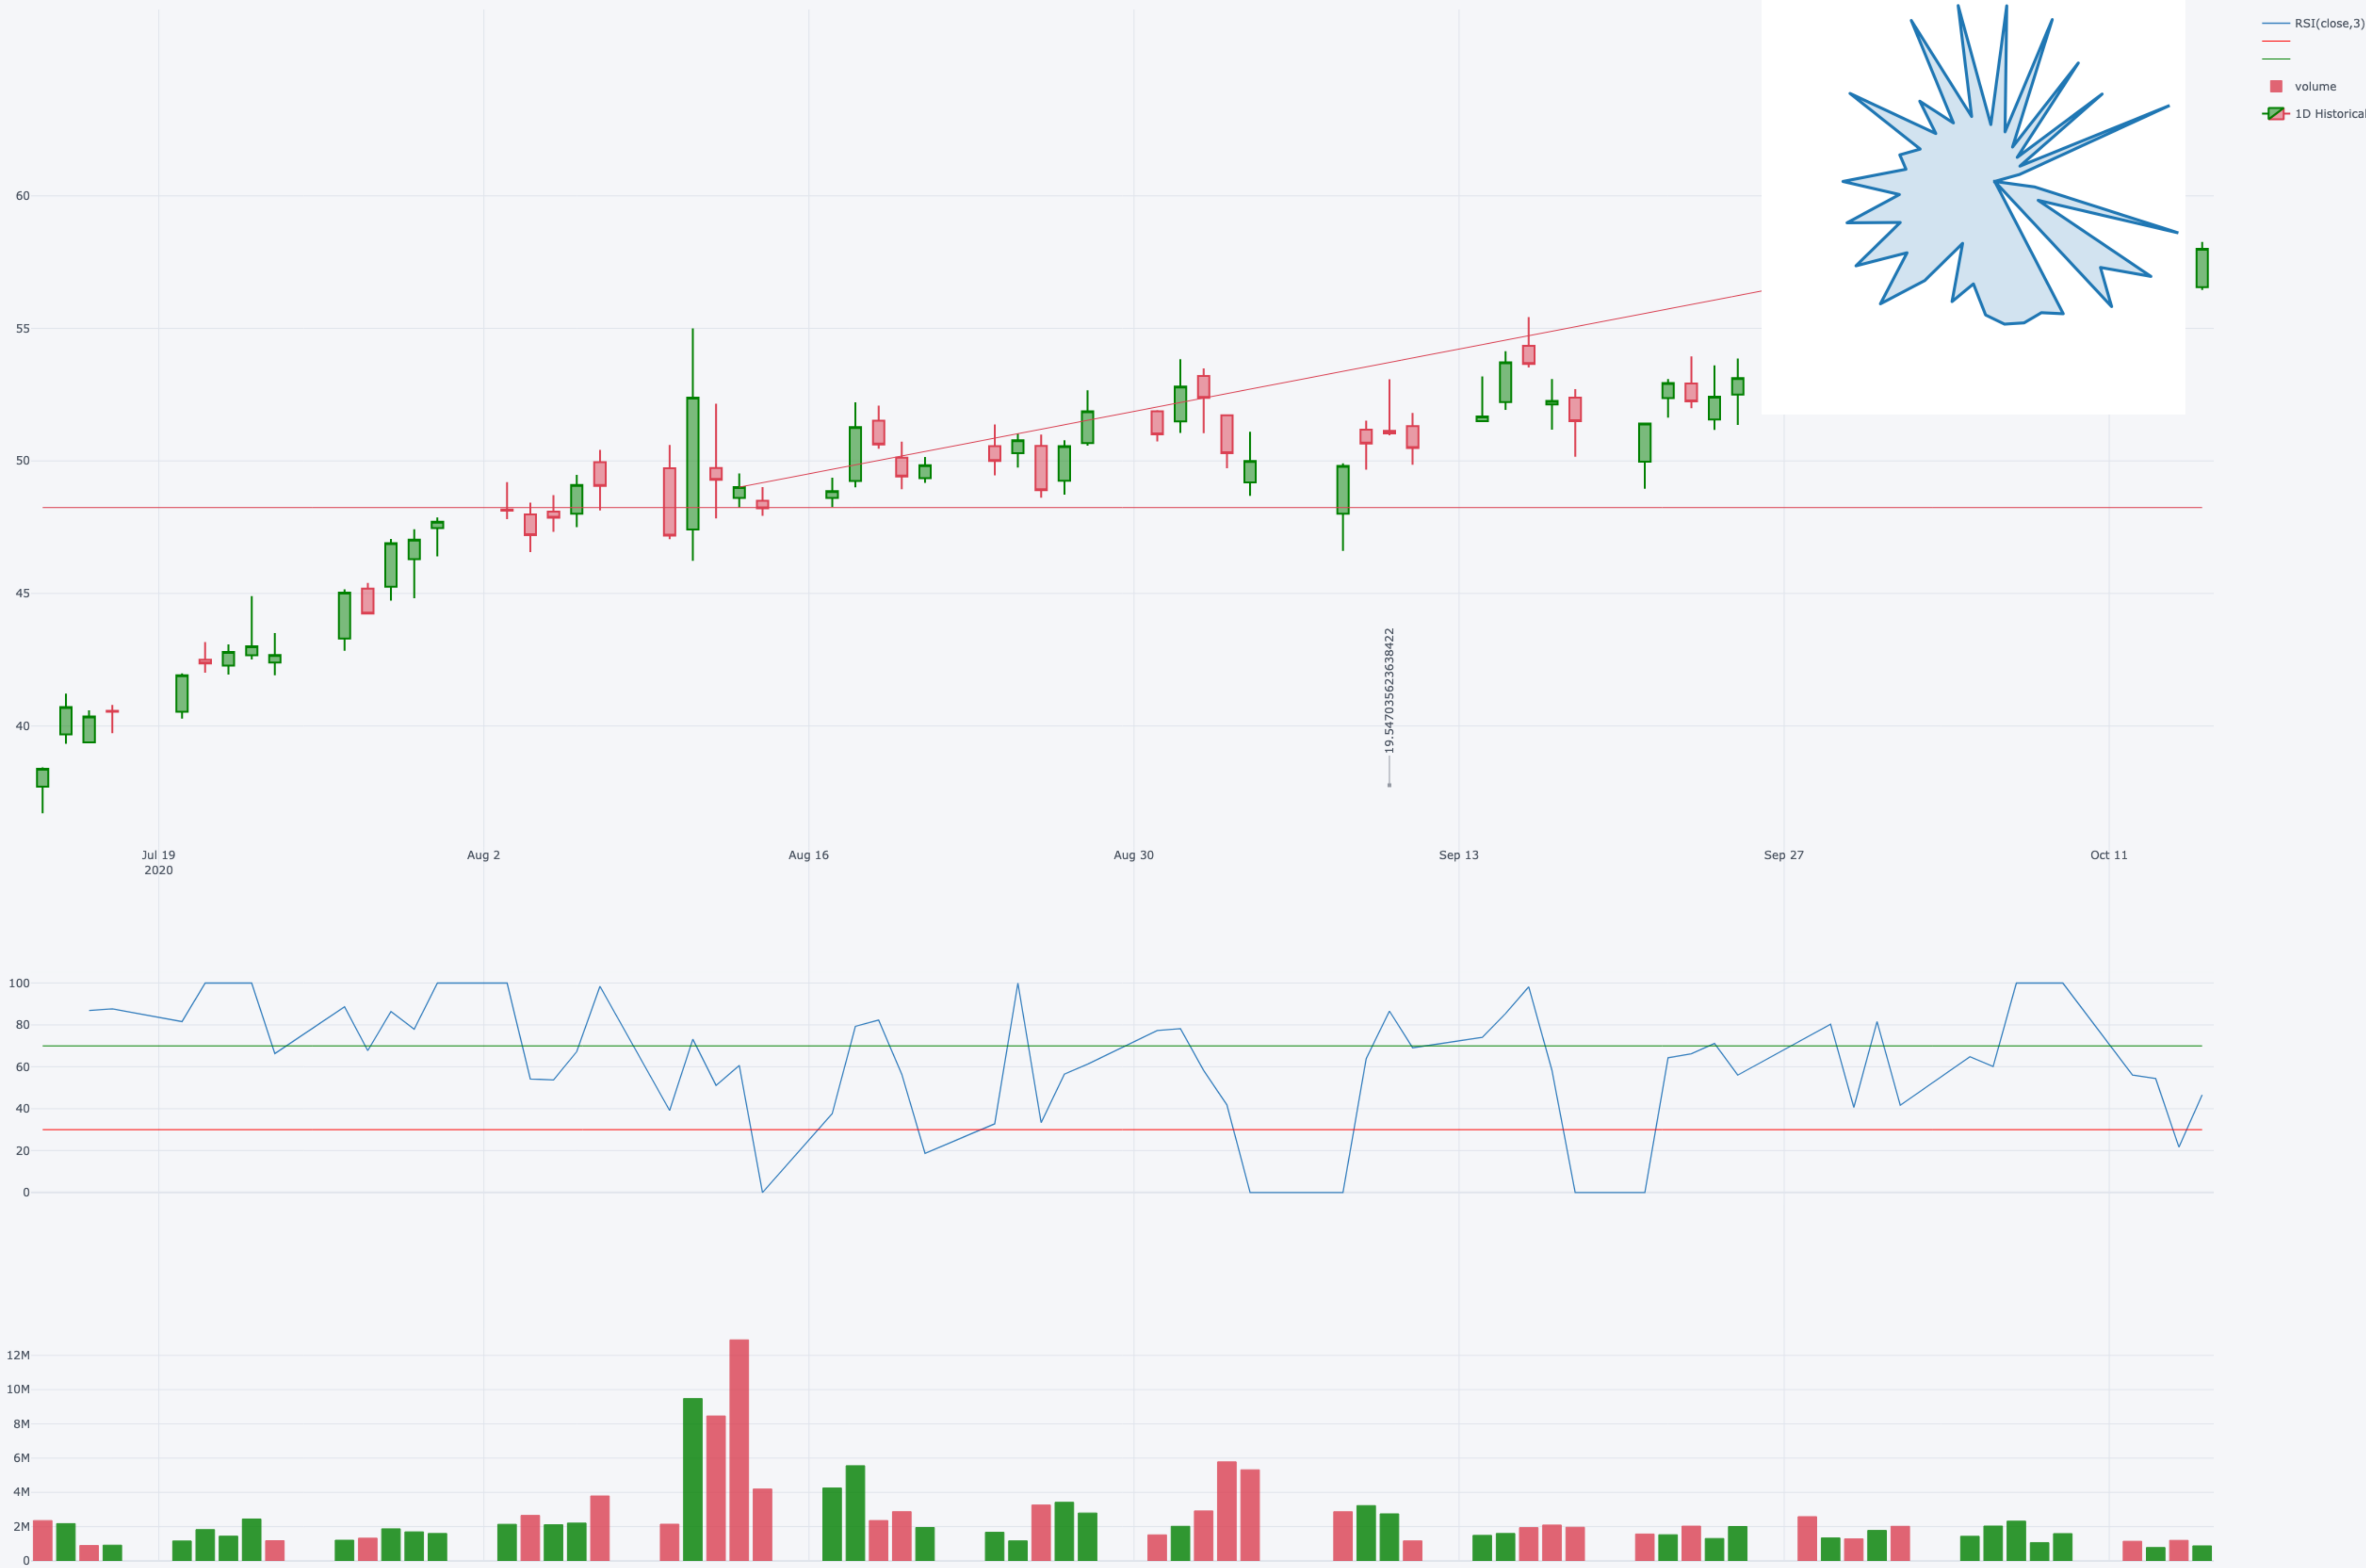 RSI(close,3)
volume
1D Historical
60
55
50
45
40
19.547035623638422
Jul 19
2020
Aug 2
Aug 16
Aug 30
Sep 13
Sep 27
Oct 11
100
80
60
40
20
0
12M
10M
8M
6M
4M
2M
0